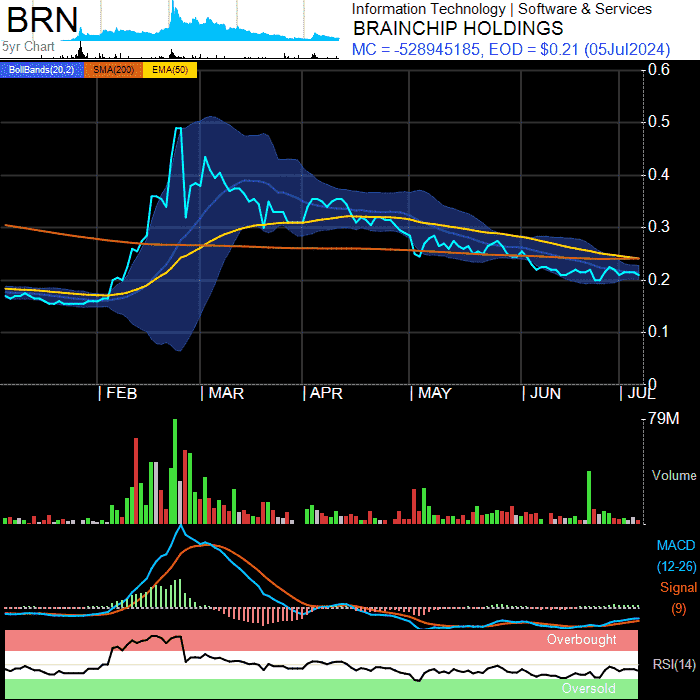 BRN
5yr Chart
Information Technology | Software & Services
BRAINCHIP HOLDINGS
MC = -528945185, EOD = $0.21 (05Jul2024)
BollBands(20,2) SMA(200) EMA(50)
0.6
0.5
0.4
0.3
0.2
0.1
0
| FEB | MAR | APR | MAY | JUN | JUL
79M
Volume
MACD
(12-26)
Signal
(9)
Overbought
RSI(14)
Oversold